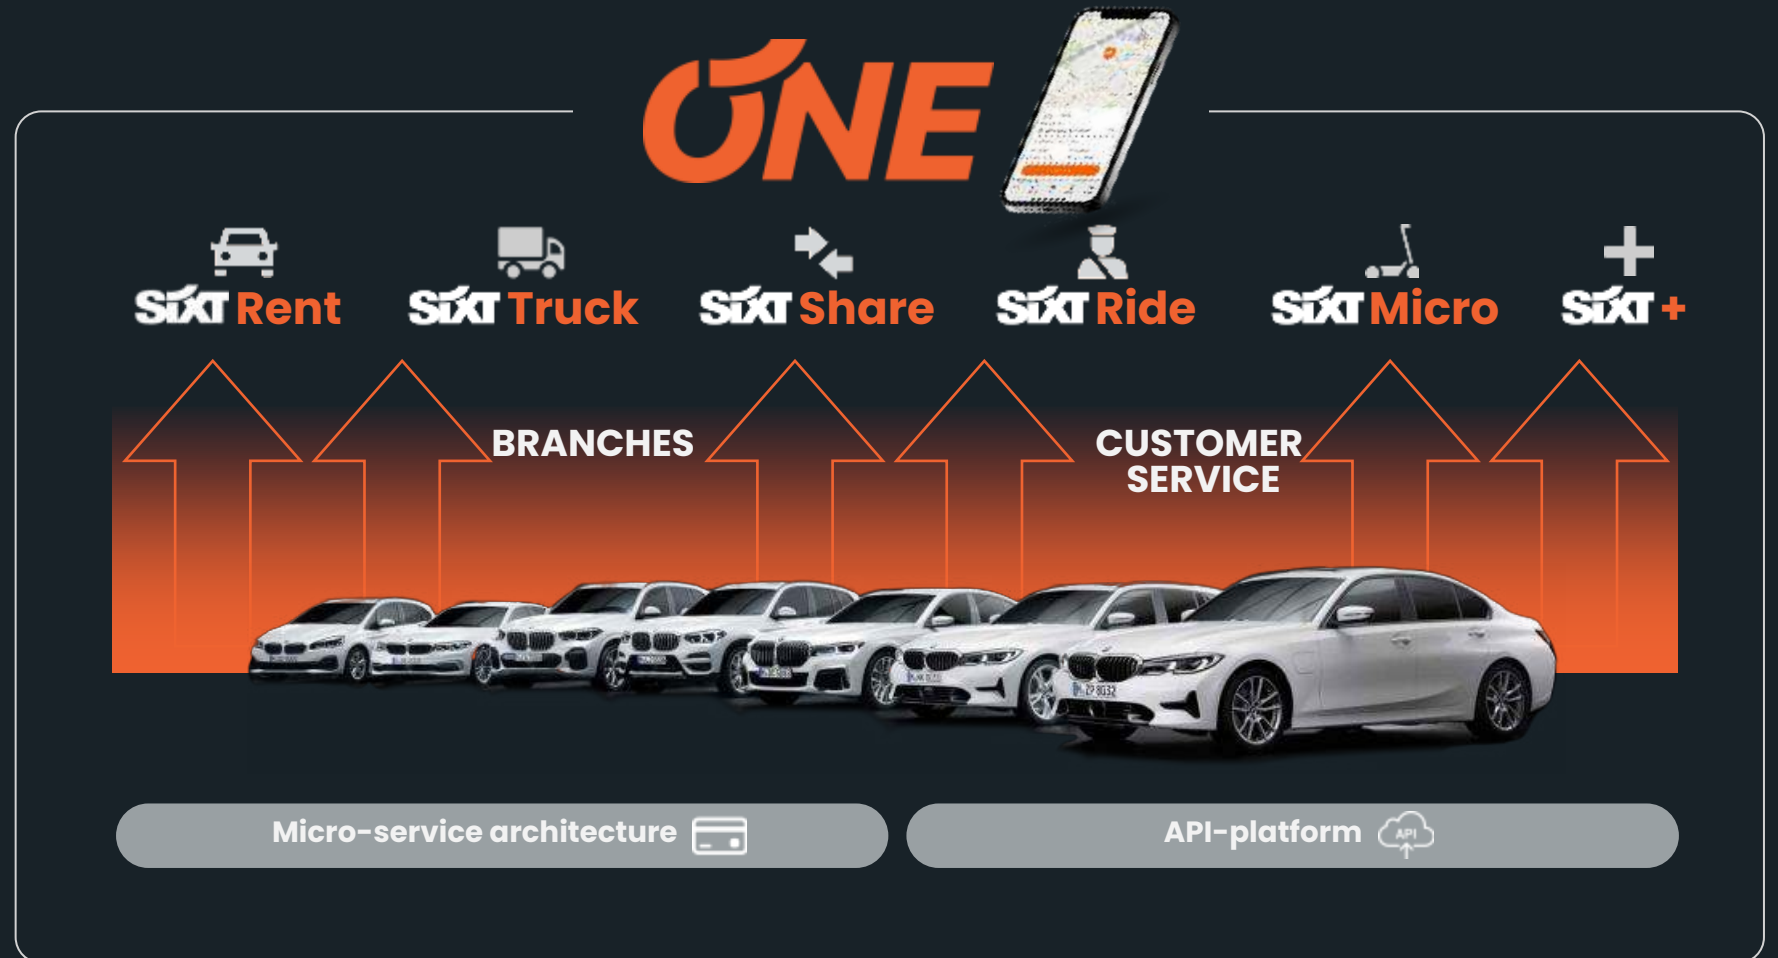 ONE
SIXT Rent
SIXT Truck
SIXT Share
SIXT Ride
SIXT Micro
SIXT +
BRANCHES
CUSTOMER
SERVICE
Micro-service architecture
API-platform
API